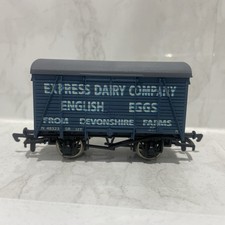 EXPRESS DAIRY COMPANY
ENGLISH EGGS
FROM DEVONSHIRE FARMS